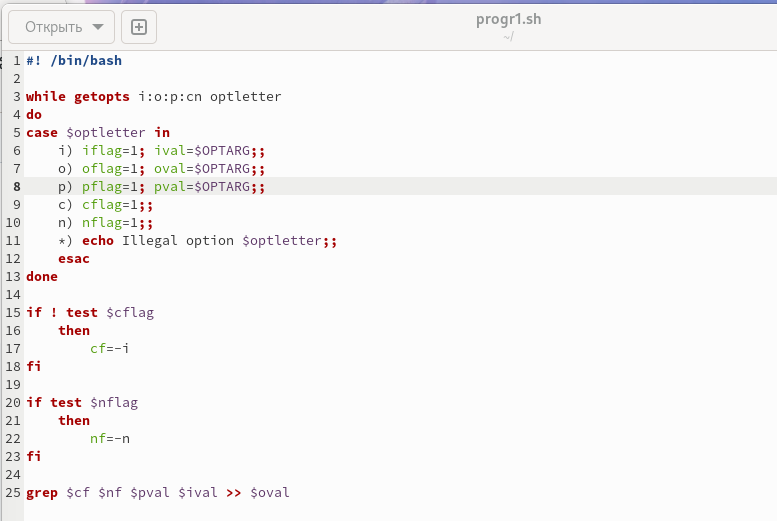 Открыть
progr1.sh
~/
1 #! /bin/bash
2
3 while getopts i:o:p:cn optletter
4 do
5 case $optletter in
6     i) iflag=1; ival=$OPTARG;;
7     o) oflag=1; oval=$OPTARG;;
8     p) pflag=1; pval=$OPTARG;;
9     c) cflag=1;;
10     n) nflag=1;;
11     *) echo Illegal option $optletter;;
12     esac
13 done
14
15 if ! test $cflag
16     then
17         cf=-i
18 fi
19
20 if test $nflag
21     then
22         nf=-n
23 fi
24
25 grep $cf $nf $pval $ival >> $oval